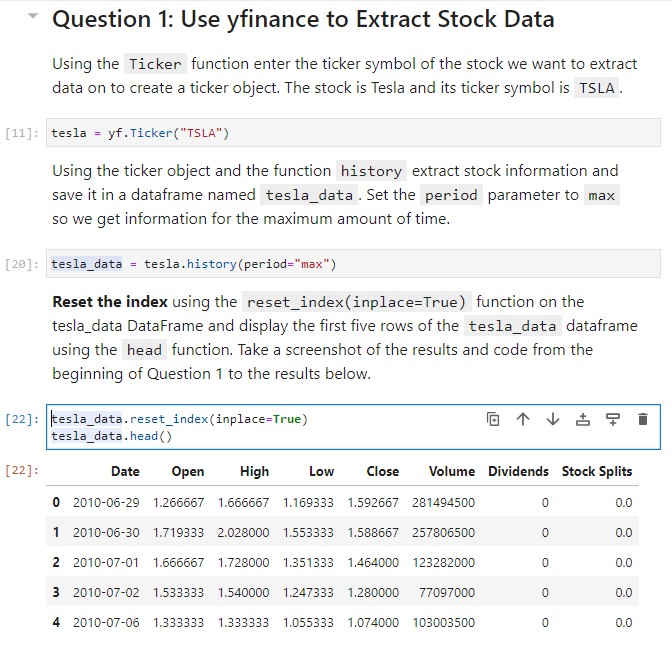 Question 1: Use yfinance to Extract Stock Data
Using the Ticker function enter the ticker symbol of the stock we want to extract
data on to create a ticker object. The stock is Tesla and its ticker symbol is TSLA .
[11]: tesla = yf.Ticker("TSLA")
Using the ticker object and the function history extract stock information and
save it in a dataframe named tesla_data . Set the period parameter to max
so we get information for the maximum amount of time.
[20]: tesla_data = tesla.history(period="max")
Reset the index using the reset_index(inplace=True) function on the
tesla_data DataFrame and display the first five rows of the tesla_data dataframe
using the head function. Take a screenshot of the results and code from the
beginning of Question 1 to the results below.
[22]: tesla_data.reset_index(inplace=True)
tesla_data.head()
[22]: Date Open High Low Close Volume Dividends Stock Splits
0 2010-06-29 1.266667 1.666667 1.169333 1.592667 281494500 0 0.0
1 2010-06-30 1.719333 2.028000 1.553333 1.588667 257806500 0 0.0
2 2010-07-01 1.666667 1.728000 1.351333 1.464000 123282000 0 0.0
3 2010-07-02 1.533333 1.540000 1.247333 1.280000 77097000 0 0.0
4 2010-07-06 1.333333 1.333333 1.055333 1.074000 103003500 0 0.0